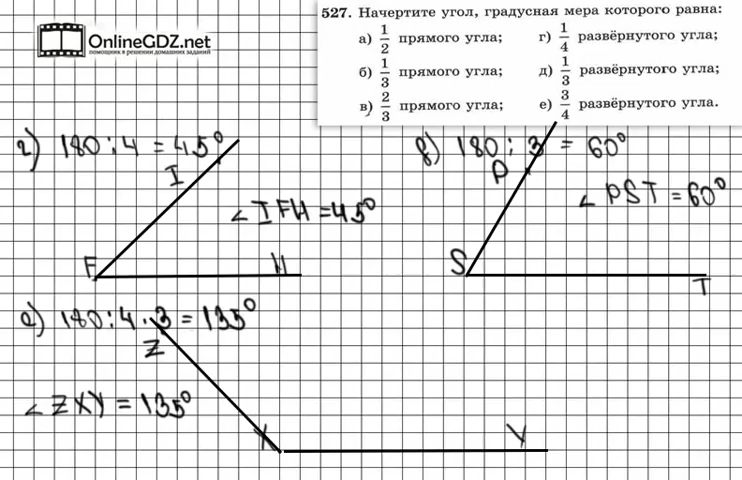 OnlineGDZ.net
помощник в решении домашних заданий
527. Начертите угол, градусная мера которого равна:
а) 1/2 прямого угла;
г) 1/4 развёрнутого угла;
б) 1/3 прямого угла;
д) 1/3 развёрнутого угла;
в) 2/3 прямого угла;
е) 3/4 развёрнутого угла.
г) 180 : 4 = 45°
I
∠IFH = 45°
F
H
д) 180 : 3 = 60°
P
∠PST = 60°
S
T
е) 180 : 4 · 3 = 135°
Z
∠ZXY = 135°
X
Y